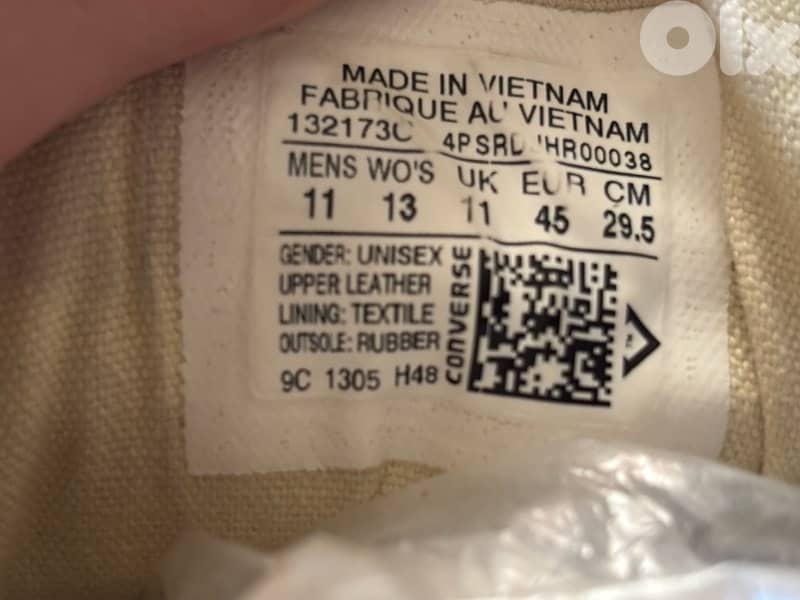 olx
MADE IN VIETNAM
FABRIQUE AU VIETNAM
132173C 4PSRD HR00038
MENS WO'S UK EUR CM
11 13 11 45 29.5
GENDER: UNISEX
UPPER LEATHER
LINING: TEXTILE
OUTSOLE: RUBBER
9C 1305 H48
CONVERSE